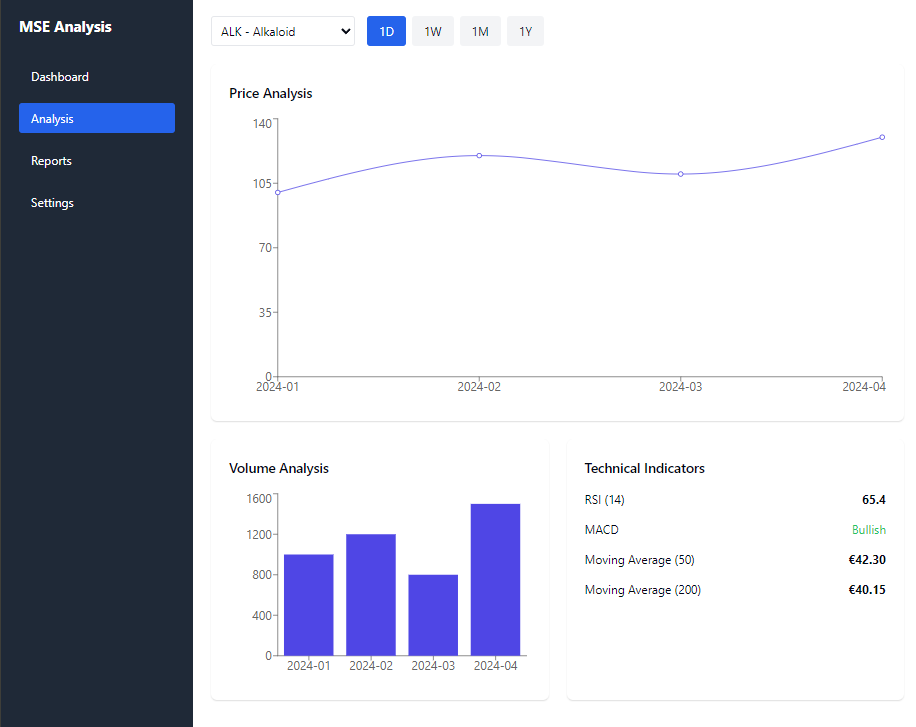 MSE Analysis
Dashboard
Analysis
Reports
Settings
ALK - Alkaloid
1D 1W 1M 1Y
Price Analysis
140
105
70
35
0
2024-01 2024-02 2024-03 2024-04
Volume Analysis
1600
1200
800
400
0
2024-01 2024-02 2024-03 2024-04
Technical Indicators
RSI (14) 65.4
MACD Bullish
Moving Average (50) €42.30
Moving Average (200) €40.15